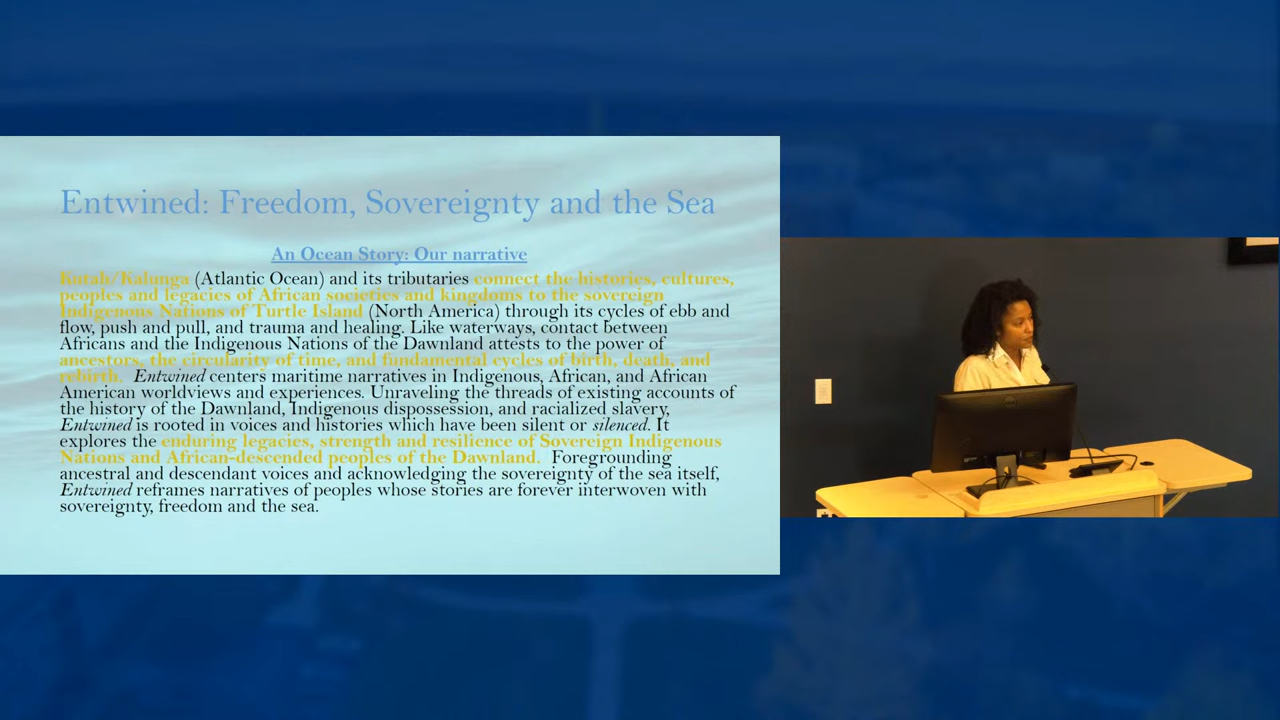 Entwined: Freedom, Sovereignty and the Sea
An Ocean Story: Our narrative
Kutah/Kalunga (Atlantic Ocean) and its tributaries connect the histories, cultures,
peoples and legacies of African societies and kingdoms to the sovereign
Indigenous Nations of Turtle Island (North America) through its cycles of ebb and
flow, push and pull, and trauma and healing. Like waterways, contact between
Africans and the Indigenous Nations of the Dawnland attests to the power of
ancestors, the circularity of time, and fundamental cycles of birth, death, and
rebirth. Entwined centers maritime narratives in Indigenous, African, and African
American worldviews and experiences. Unraveling the threads of existing accounts of
the history of the Dawnland, Indigenous dispossession, and racialized slavery,
Entwined is rooted in voices and histories which have been silent or silenced. It
explores the enduring legacies, strength and resilience of Sovereign Indigenous
Nations and African-descended peoples of the Dawnland. Foregrounding
ancestral and descendant voices and acknowledging the sovereignty of the sea itself,
Entwined reframes narratives of peoples whose stories are forever interwoven with
sovereignty, freedom and the sea.